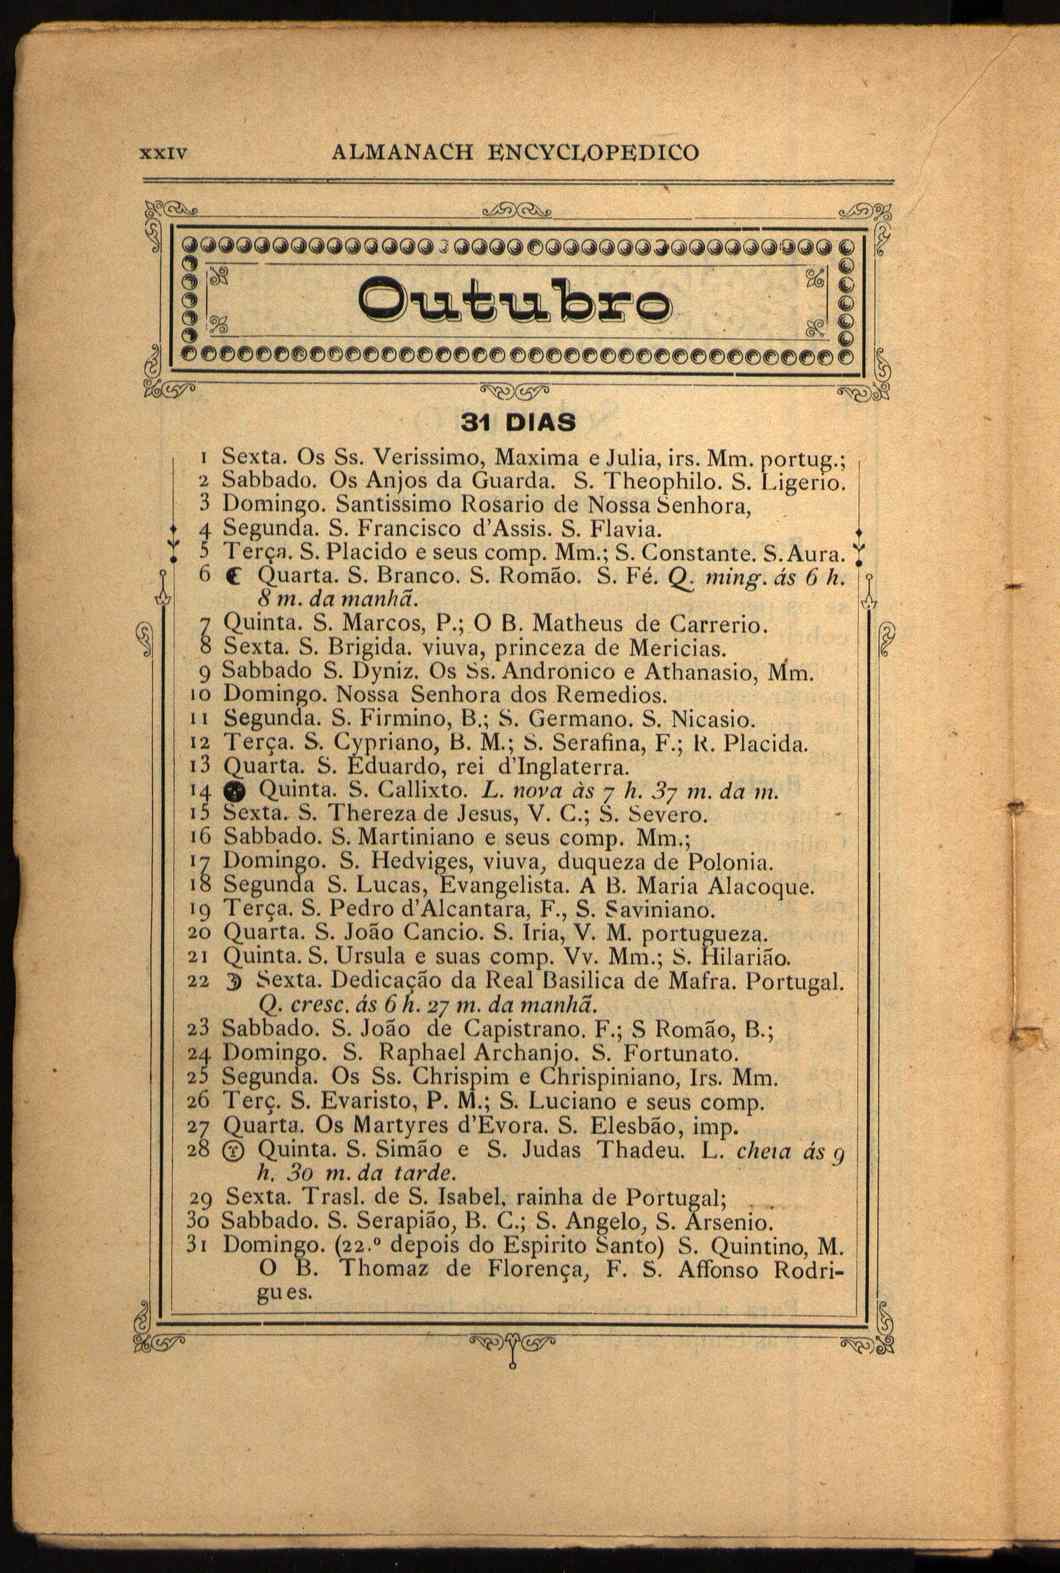 XXIV ALMANACH ENCYCLOPEDICO
Outubro
31 DIAS
1 Sexta. Os Ss. Verissimo, Maxima e Julia, irs. Mm. portug.;
2 Sabbado. Os Anjos da Guarda. S. Theophilo. S. Ligerio.
3 Domingo. Santissimo Rosario de Nossa Senhora,
4 Segunda. S. Francisco d'Assis. S. Flavia.
5 Terça. S. Placido e seus comp. Mm.; S. Constante. S. Aura.
6 Quarta. S. Branco. S. Romão. S. Fé. Q. ming. ás 6 h.
8 m. da manhã.
7 Quinta. S. Marcos, P.; O B. Matheus de Carrerio.
8 Sexta. S. Brigida. viuva, princeza de Mericias.
9 Sabbado S. Dyniz. Os Ss. Andronico e Athanasio, Mm.
10 Domingo. Nossa Senhora dos Remedios.
11 Segunda. S. Firmino, B.; S. Germano. S. Nicasio.
12 Terça. S. Cypriano, B. M.; S. Serafina, F.; R. Placida.
13 Quarta. S. Eduardo, rei d'Inglaterra.
14 Quinta. S. Callixto. L. nova às 7 h. 37 m. da m.
15 Sexta. S. Thereza de Jesus, V. C.; S. Severo.
16 Sabbado. S. Martiniano e seus comp. Mm.;
17 Domingo. S. Hedviges, viuva, duqueza de Polonia.
18 Segunda S. Lucas, Evangelista. A B. Maria Alacoque.
19 Terça. S. Pedro d'Alcantara, F., S. Saviniano.
20 Quarta. S. João Cancio. S. Iria, V. M. portugueza.
21 Quinta. S. Ursula e suas comp. Vv. Mm.; S. Hilarião.
22 Sexta. Dedicação da Real Basilica de Mafra. Portugal.
Q. cresc. ás 6 h. 27 m. da manhã.
23 Sabbado. S. João de Capistrano. F.; S Romão, B.;
24 Domingo. S. Raphael Archanjo. S. Fortunato.
25 Segunda. Os Ss. Chrispim e Chrispiniano, Irs. Mm.
26 Terç. S. Evaristo, P. M.; S. Luciano e seus comp.
27 Quarta. Os Martyres d'Evora. S. Elesbão, imp.
28 Quinta. S. Simão e S. Judas Thadeu. L. cheia ás 9
h. 30 m. da tarde.
29 Sexta. Trasl. de S. Isabel, rainha de Portugal;
30 Sabbado. S. Serapião, B. C.; S. Angelo, S. Arsenio.
31 Domingo. (22.º depois do Espirito Santo) S. Quintino, M.
O B. Thomaz de Florença, F. S. Affonso Rodri-
gues.